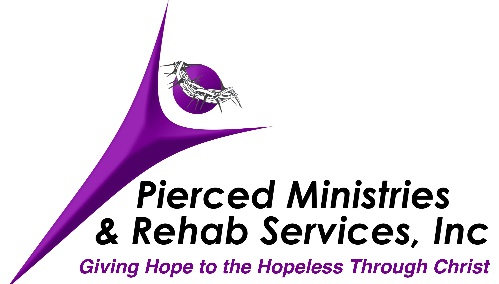 Pierced Ministries
& Rehab Services, Inc
Giving Hope to the Hopeless Through Christ